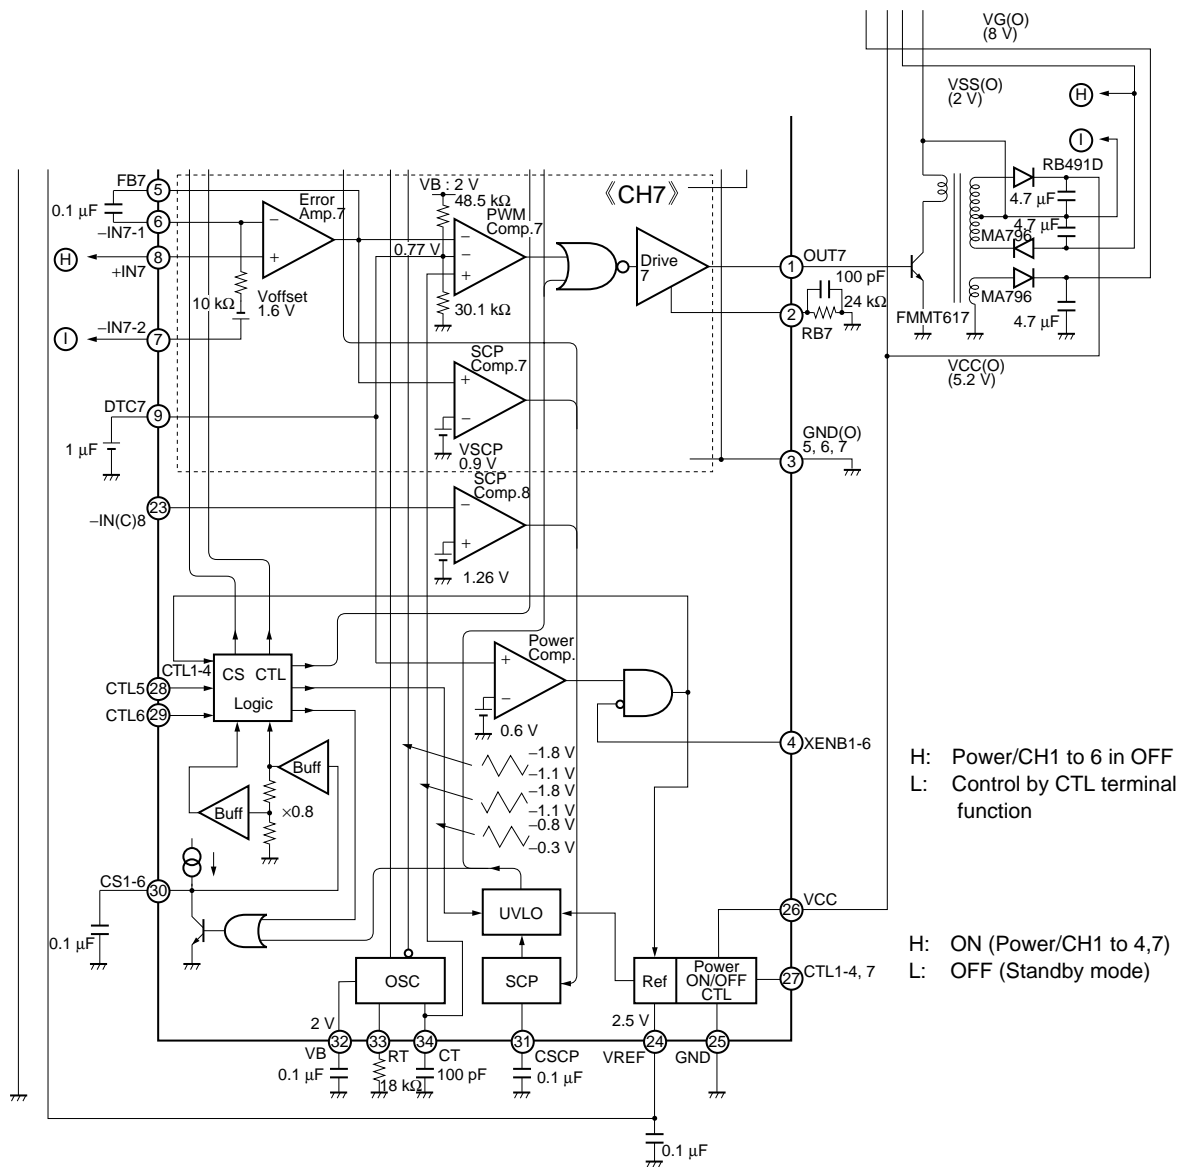 VG(O)
(8 V)
VSS(O)
(2 V)
H
I
RB491D
4.7 µF
4.7 µF
MA796
MA796
4.7 µF
FMMT617
VCC(O)
(5.2 V)
FB7
5
0.1 µF
6
–IN7-1
H
8
+IN7
10 kΩ
Voffset
1.6 V
–IN7-2
I
7
DTC7
9
1 µF
23
–IN(C)8
Error
Amp.7
–
+
VB : 2 V
48.5 kΩ
PWM
Comp.7
0.77 V
–
–
+
30.1 kΩ
《CH7》
Drive
7
1
OUT7
100 pF
24 kΩ
2
RB7
SCP
Comp.7
+
–
VSCP
0.9 V
GND(O)
5, 6, 7
3
SCP
Comp.8
–
+
1.26 V
Power
Comp.
+
–
0.6 V
4
XENB1-6
CTL1-4
CS CTL
Logic
CTL5
28
CTL6
29
Buff
Buff
×0.8
–1.8 V
–1.1 V
–1.8 V
–1.1 V
–0.8 V
–0.3 V
H: Power/CH1 to 6 in OFF
L: Control by CTL terminal
function
CS1-6
30
0.1 µF
UVLO
VCC
26
H: ON (Power/CH1 to 4,7)
L: OFF (Standby mode)
OSC
SCP
Ref
Power
ON/OFF
CTL
27
CTL1-4, 7
2 V
2.5 V
32
33
34
31
24
25
VB
RT
CT
CSCP
VREF
GND
0.1 µF
18 kΩ
100 pF
0.1 µF
0.1 µF